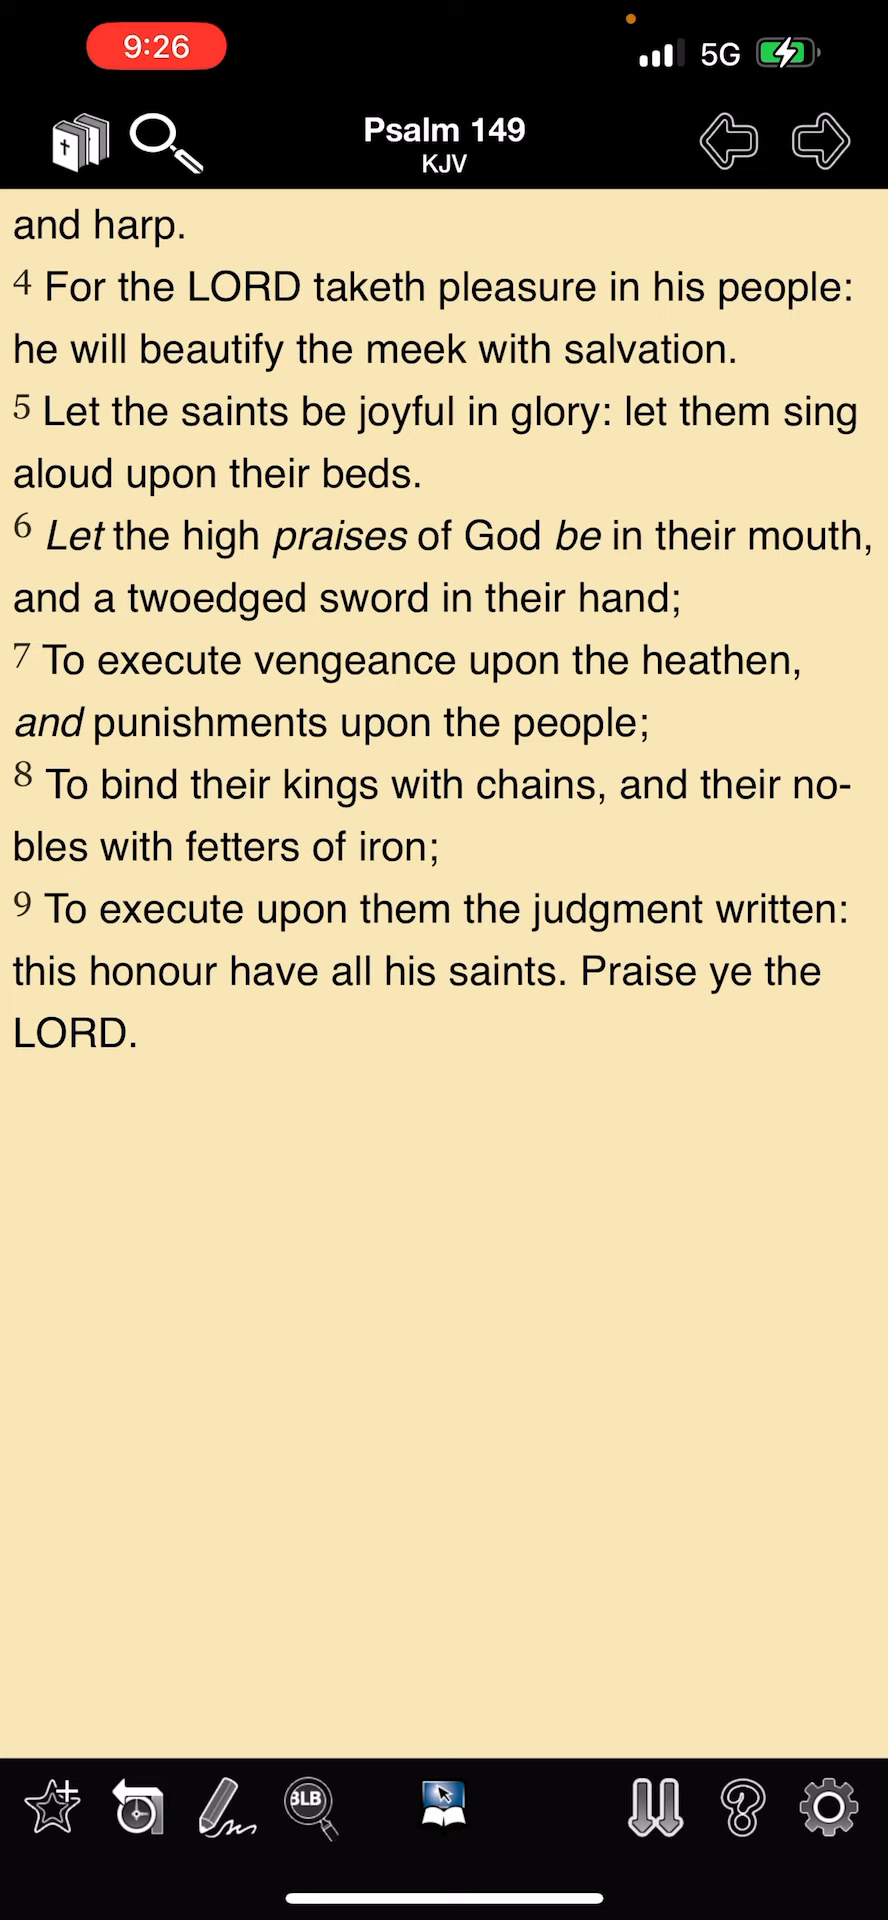 9:26
5G
Psalm 149
KJV
and harp.
4 For the LORD taketh pleasure in his people:
he will beautify the meek with salvation.
5 Let the saints be joyful in glory: let them sing
aloud upon their beds.
6 Let the high praises of God be in their mouth,
and a twoedged sword in their hand;
7 To execute vengeance upon the heathen,
and punishments upon the people;
8 To bind their kings with chains, and their no-
bles with fetters of iron;
9 To execute upon them the judgment written:
this honour have all his saints. Praise ye the
LORD.
BLB